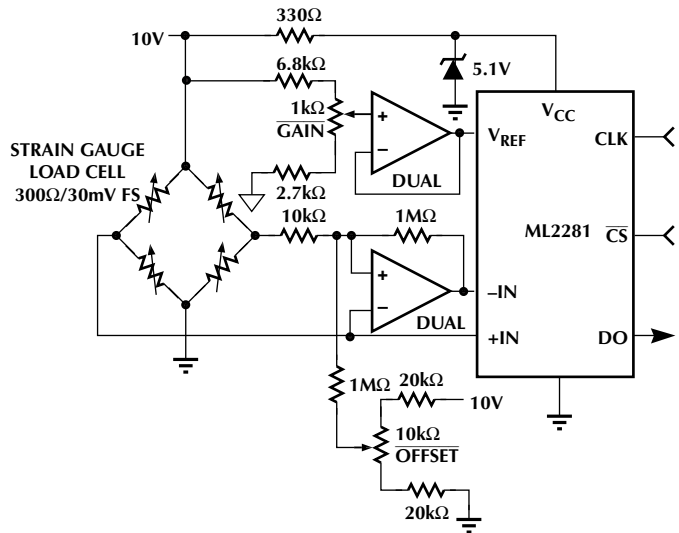 330Ω
10V
6.8kΩ
5.1V
1kΩ
GAIN
+
−
DUAL
2.7kΩ
VCC
VREF
CLK
STRAIN GAUGE
LOAD CELL
300Ω/30mV FS
10kΩ
1MΩ
ML2281
CS
+
−
DUAL
−IN
+IN
DO
1MΩ
20kΩ
10V
10kΩ
OFFSET
20kΩ